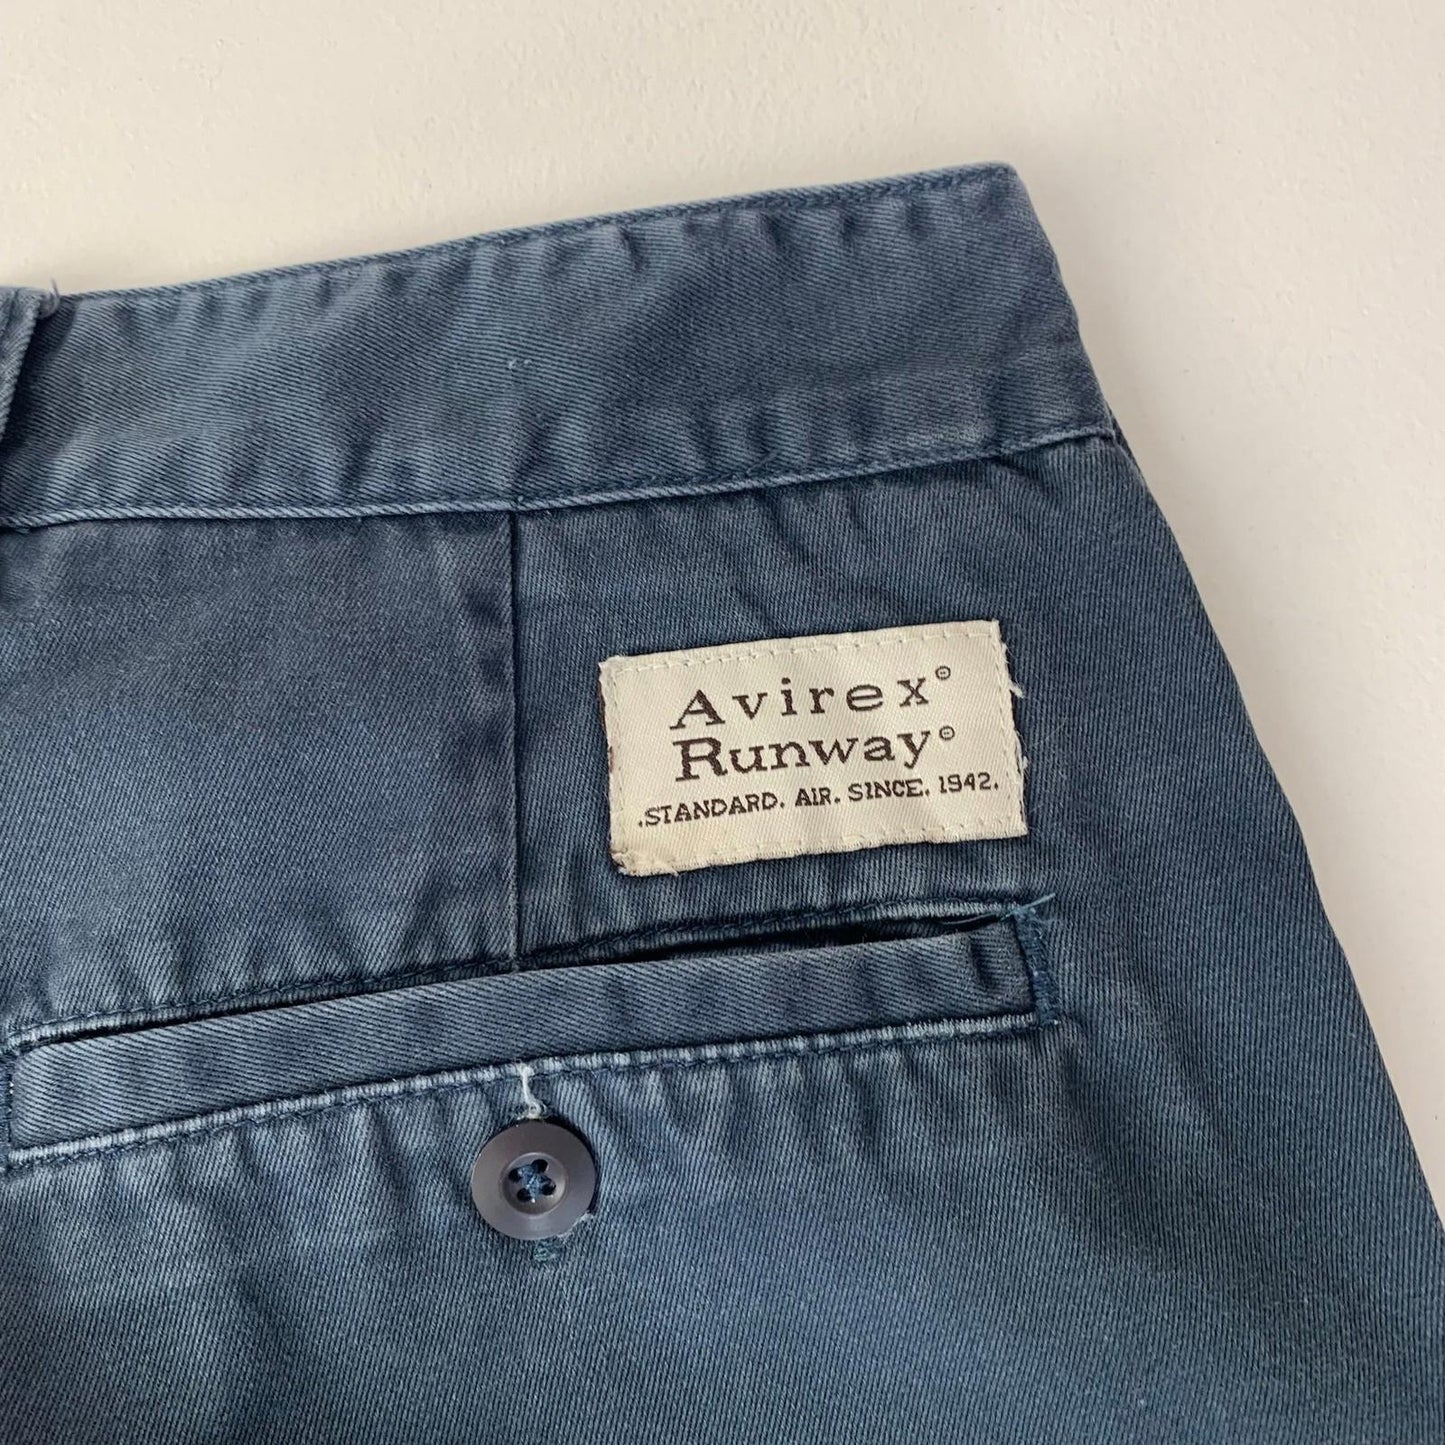 Avirex®
Runway®
.STANDARD. AIR. SINCE. 1942.